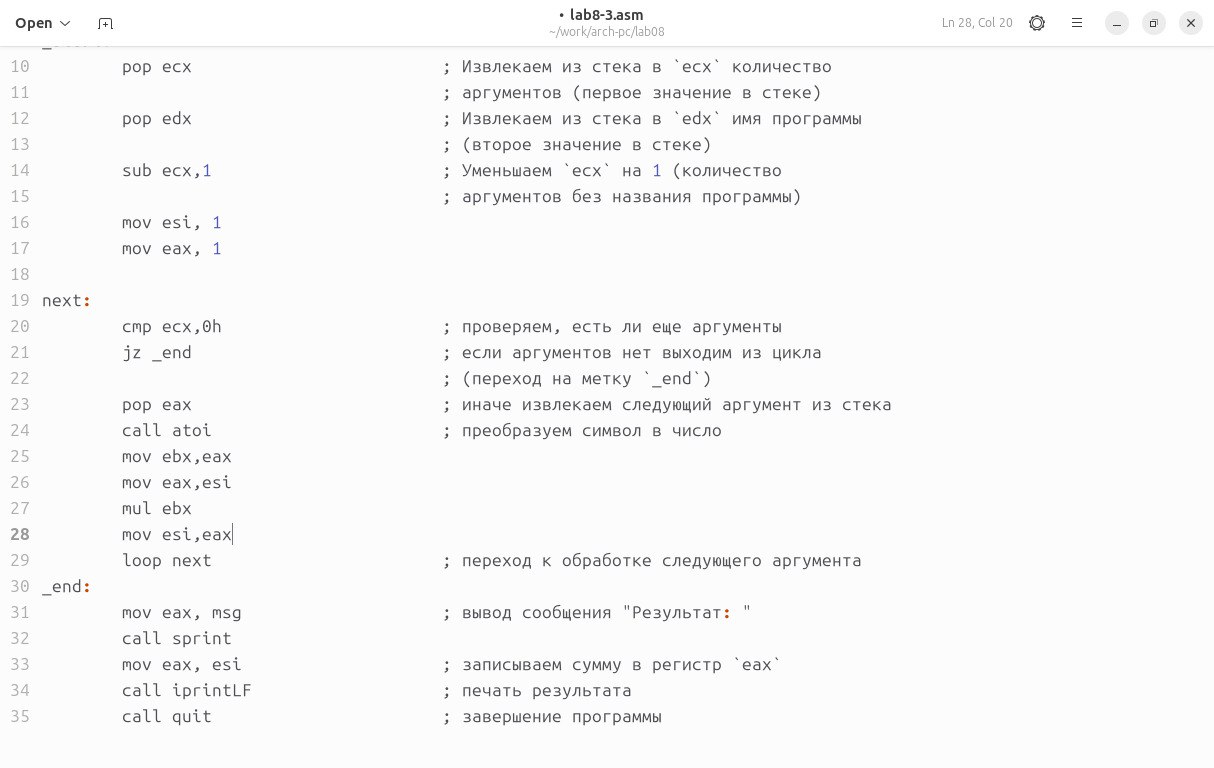 Open
• lab8-3.asm
~/work/arch-pc/lab08
Ln 28, Col 20
10 pop ecx ; Извлекаем из стека в `ecx` количество
11 ; аргументов (первое значение в стеке)
12 pop edx ; Извлекаем из стека в `edx` имя программы
13 ; (второе значение в стеке)
14 sub ecx,1 ; Уменьшаем `ecx` на 1 (количество
15 ; аргументов без названия программы)
16 mov esi, 1
17 mov eax, 1
18
19 next:
20 cmp ecx,0h ; проверяем, есть ли еще аргументы
21 jz _end ; если аргументов нет выходим из цикла
22 ; (переход на метку `_end`)
23 pop eax ; иначе извлекаем следующий аргумент из стека
24 call atoi ; преобразуем символ в число
25 mov ebx,eax
26 mov eax,esi
27 mul ebx
28 mov esi,eax
29 loop next ; переход к обработке следующего аргумента
30 _end:
31 mov eax, msg ; вывод сообщения "Результат: "
32 call sprint
33 mov eax, esi ; записываем сумму в регистр `eax`
34 call iprintLF ; печать результата
35 call quit ; завершение программы